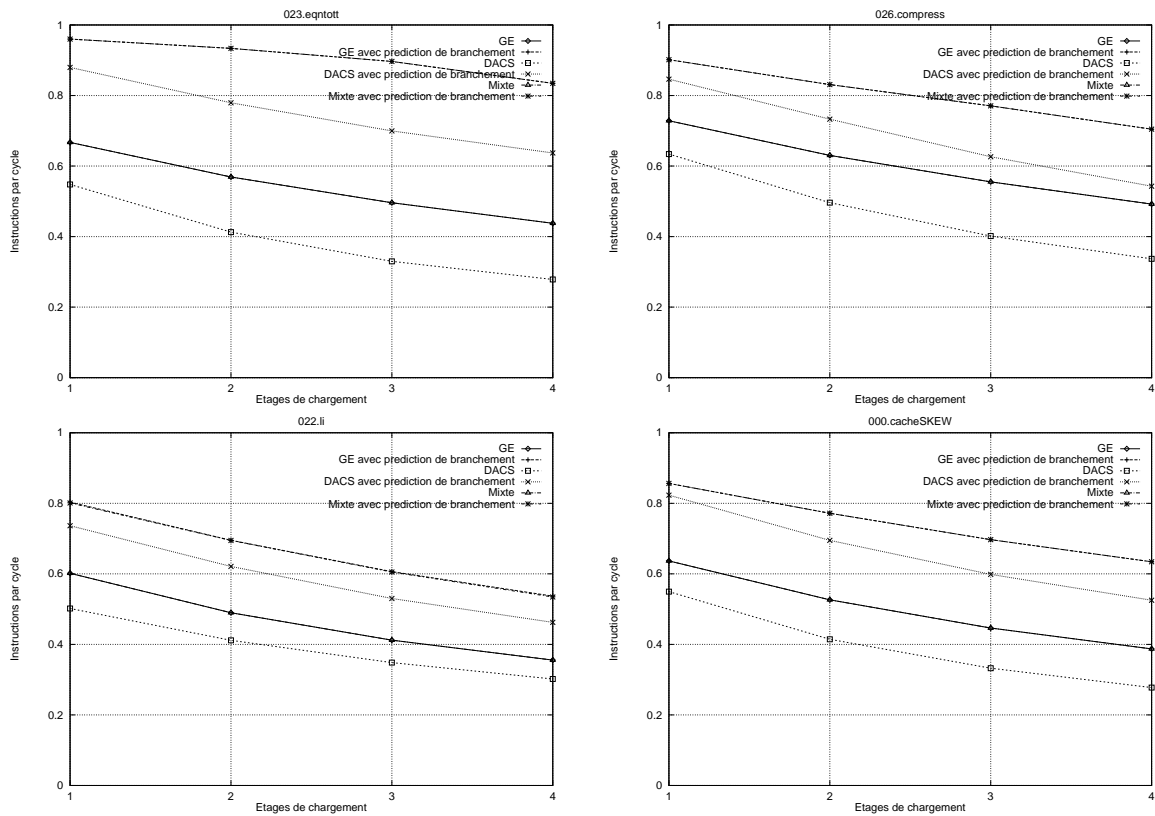 023.eqntott
1
0.8
0.6
0.4
0.2
0
Instructions par cycle
GE
GE avec prediction de branchement
DACS
DACS avec prediction de branchement
Mixte
Mixte avec prediction de branchement
1 2 3 4
Etages de chargement
026.compress
1
0.8
0.6
0.4
0.2
0
Instructions par cycle
GE
GE avec prediction de branchement
DACS
DACS avec prediction de branchement
Mixte
Mixte avec prediction de branchement
1 2 3 4
Etages de chargement
022.li
1
0.8
0.6
0.4
0.2
0
Instructions par cycle
GE
GE avec prediction de branchement
DACS
DACS avec prediction de branchement
Mixte
Mixte avec prediction de branchement
1 2 3 4
Etages de chargement
000.cacheSKEW
1
0.8
0.6
0.4
0.2
0
Instructions par cycle
GE
GE avec prediction de branchement
DACS
DACS avec prediction de branchement
Mixte
Mixte avec prediction de branchement
1 2 3 4
Etages de chargement